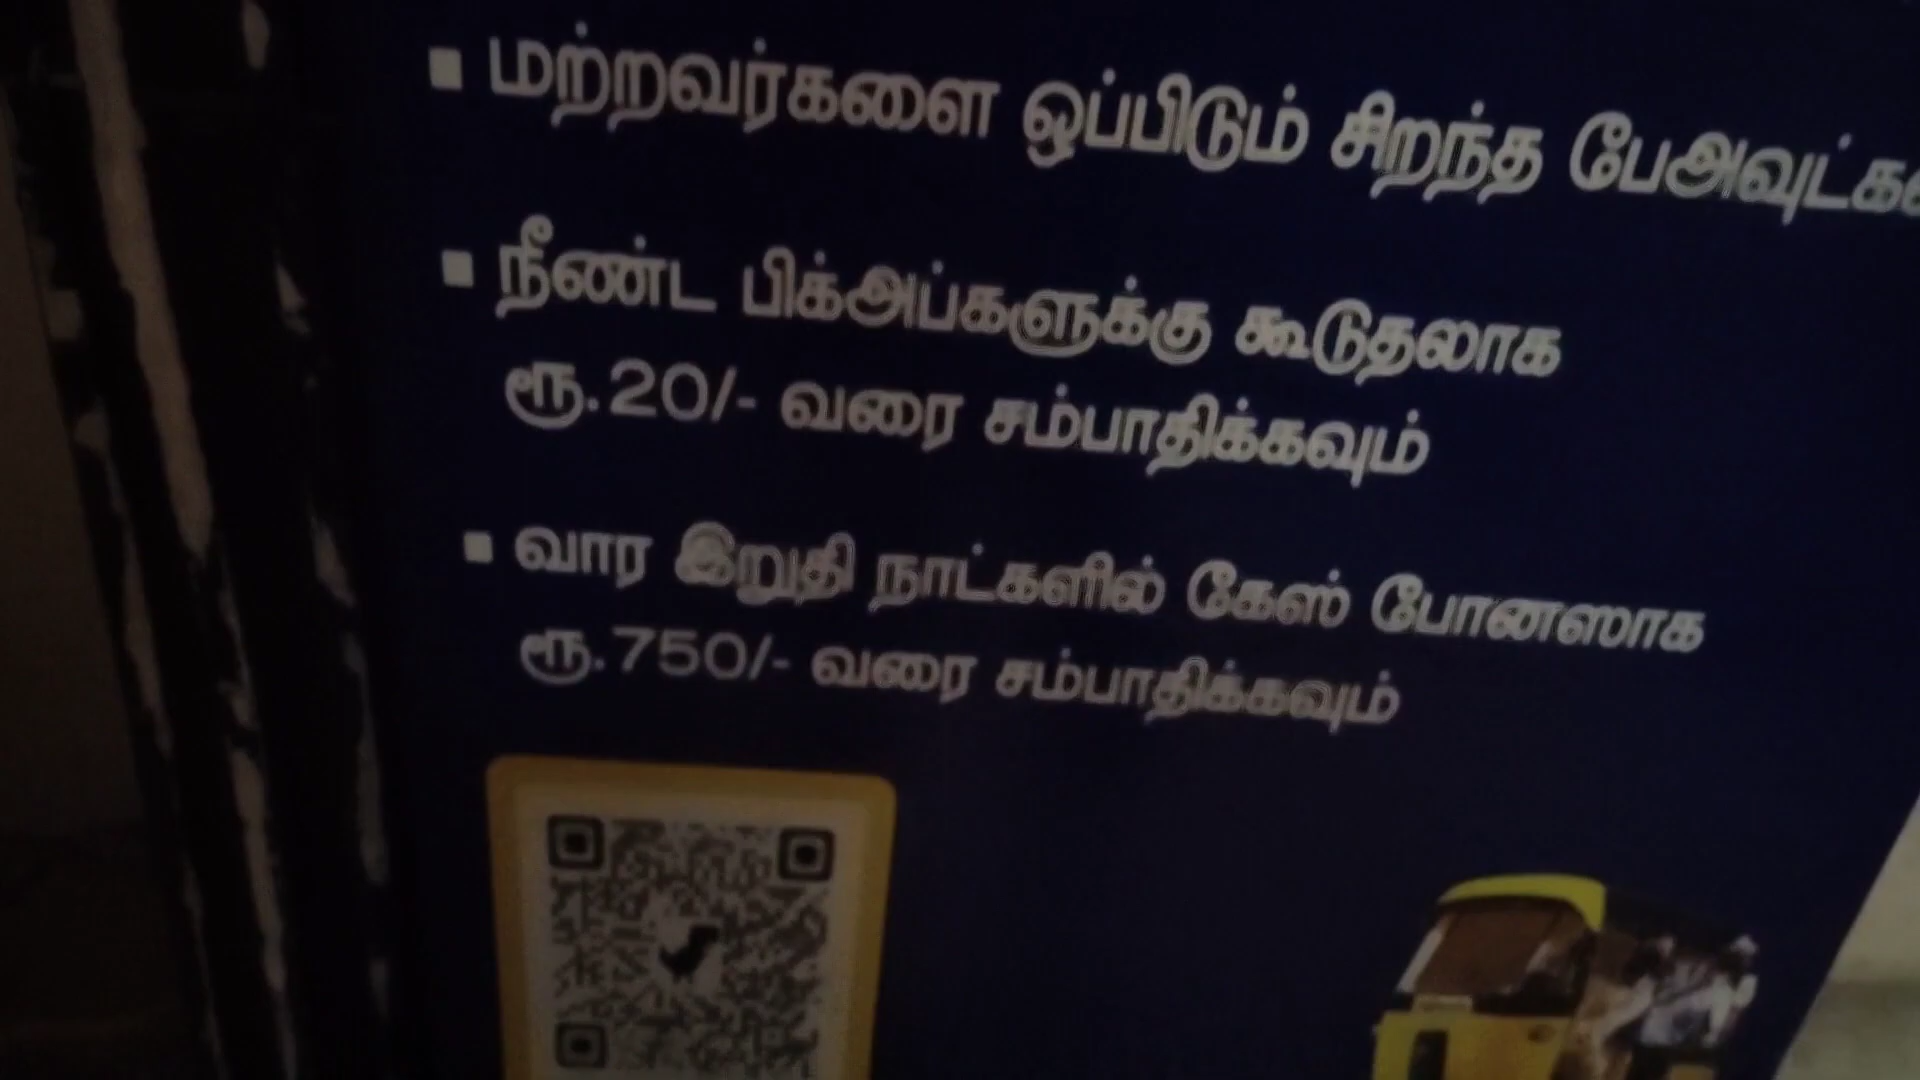 ▪ மற்றவர்களை ஒப்பிடும் சிறந்த
▪ நீண்ட பிக்அப்களுக்கு கூடுதலாக
ரூ.20/- வரை சம்பாதிக்கவும்
▪ வார இறுதி நாட்களில் கேஸ் போனஸாக
ரூ.750/- வரை சம்பாதிக்கவும்